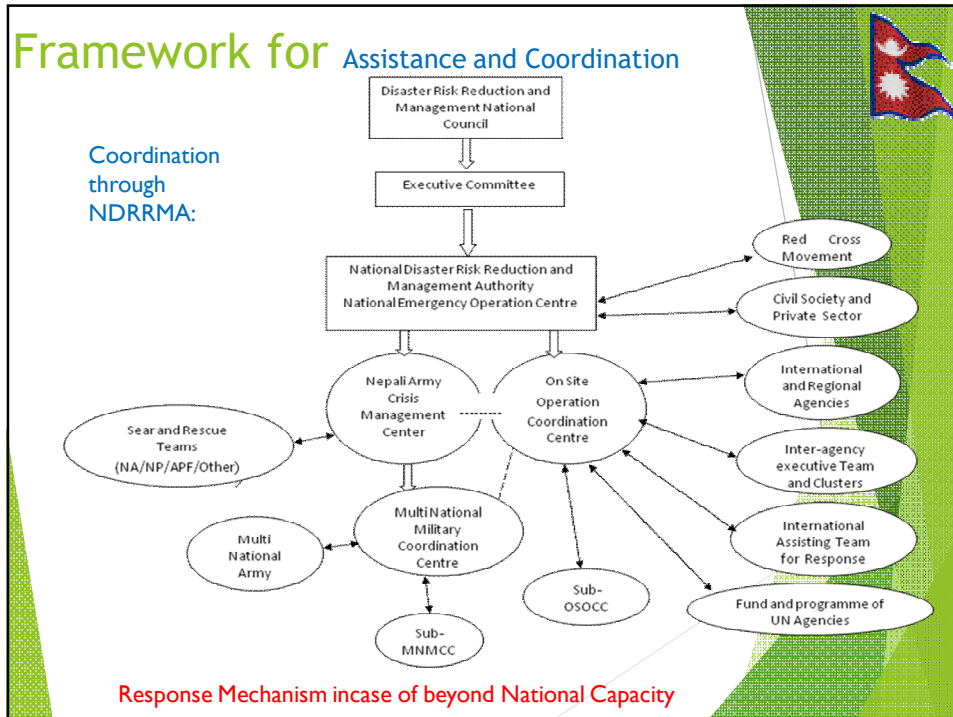 Framework for Assistance and Coordination
Disaster Risk Reduction and
Management National
Council
Coordination
through
NDRRMA:
Executive Committee
National Disaster Risk Reduction and
Management Authority
National Emergency Operation Centre
Red Cross
Movement
Civil Society and
Private Sector
Nepali Army
Crisis
Management
Center
On Site
Operation
Coordination
Centre
International
and Regional
Agencies
Sear and Rescue
Teams
(NA/NP/APF/Other)
Inter-agency
executive Team
and Clusters
Multi National
Military
Coordination
Centre
Multi
National
Army
International
Assisting Team
for Response
Sub-
OSOCC
Fund and programme of
UN Agencies
Sub-
MNMCC
Response Mechanism incase of beyond National Capacity